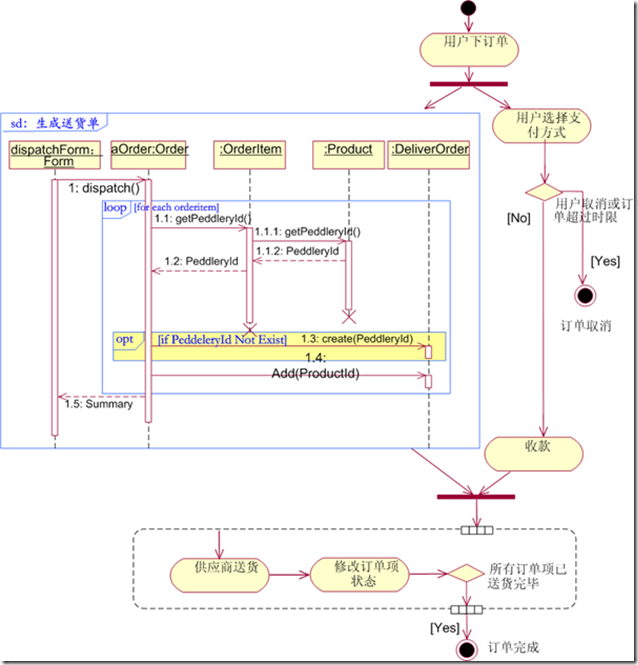 用户下订单
sd：生成送货单
用户选择支
付方式
dispatchForm：
Form
aOrder:Order
:OrderItem
:Product
:DeliverOrder
1: dispatch()
loop
[for each orderitem]
1.1: getPeddleryId()
1.1.1: getPeddleryId()
1.2: PeddleryId
1.1.2: PeddleryId
用户取消或订
单超过时限
[No]
[Yes]
订单取消
opt
[if PeddeleryId Not Exist]
1.3: create(PeddleryId)
1.4:
Add(ProductId)
1.5: Summary
收款
供应商送货
修改订单项
状态
所有订单项已
送货完毕
[Yes]
订单完成